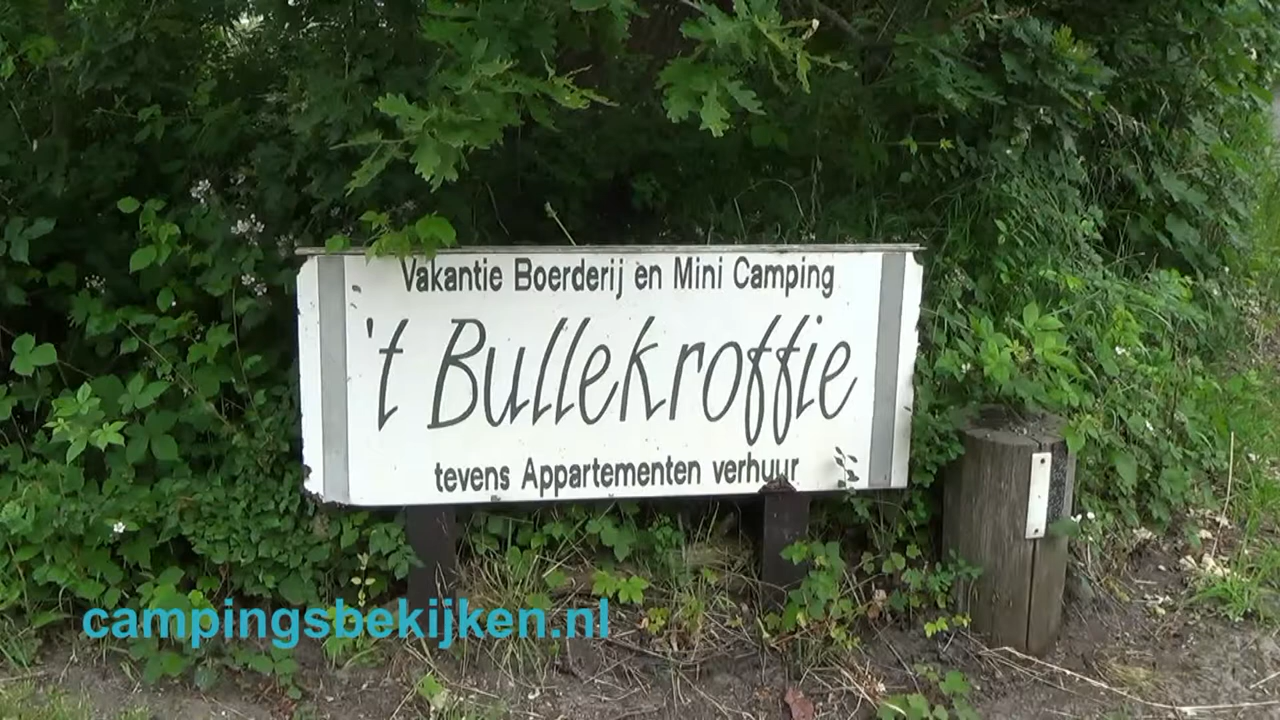 Vakantie Boerderij en Mini Camping
't Bullekroffie
tevens Appartementen verhuur
campingsbekijken.nl